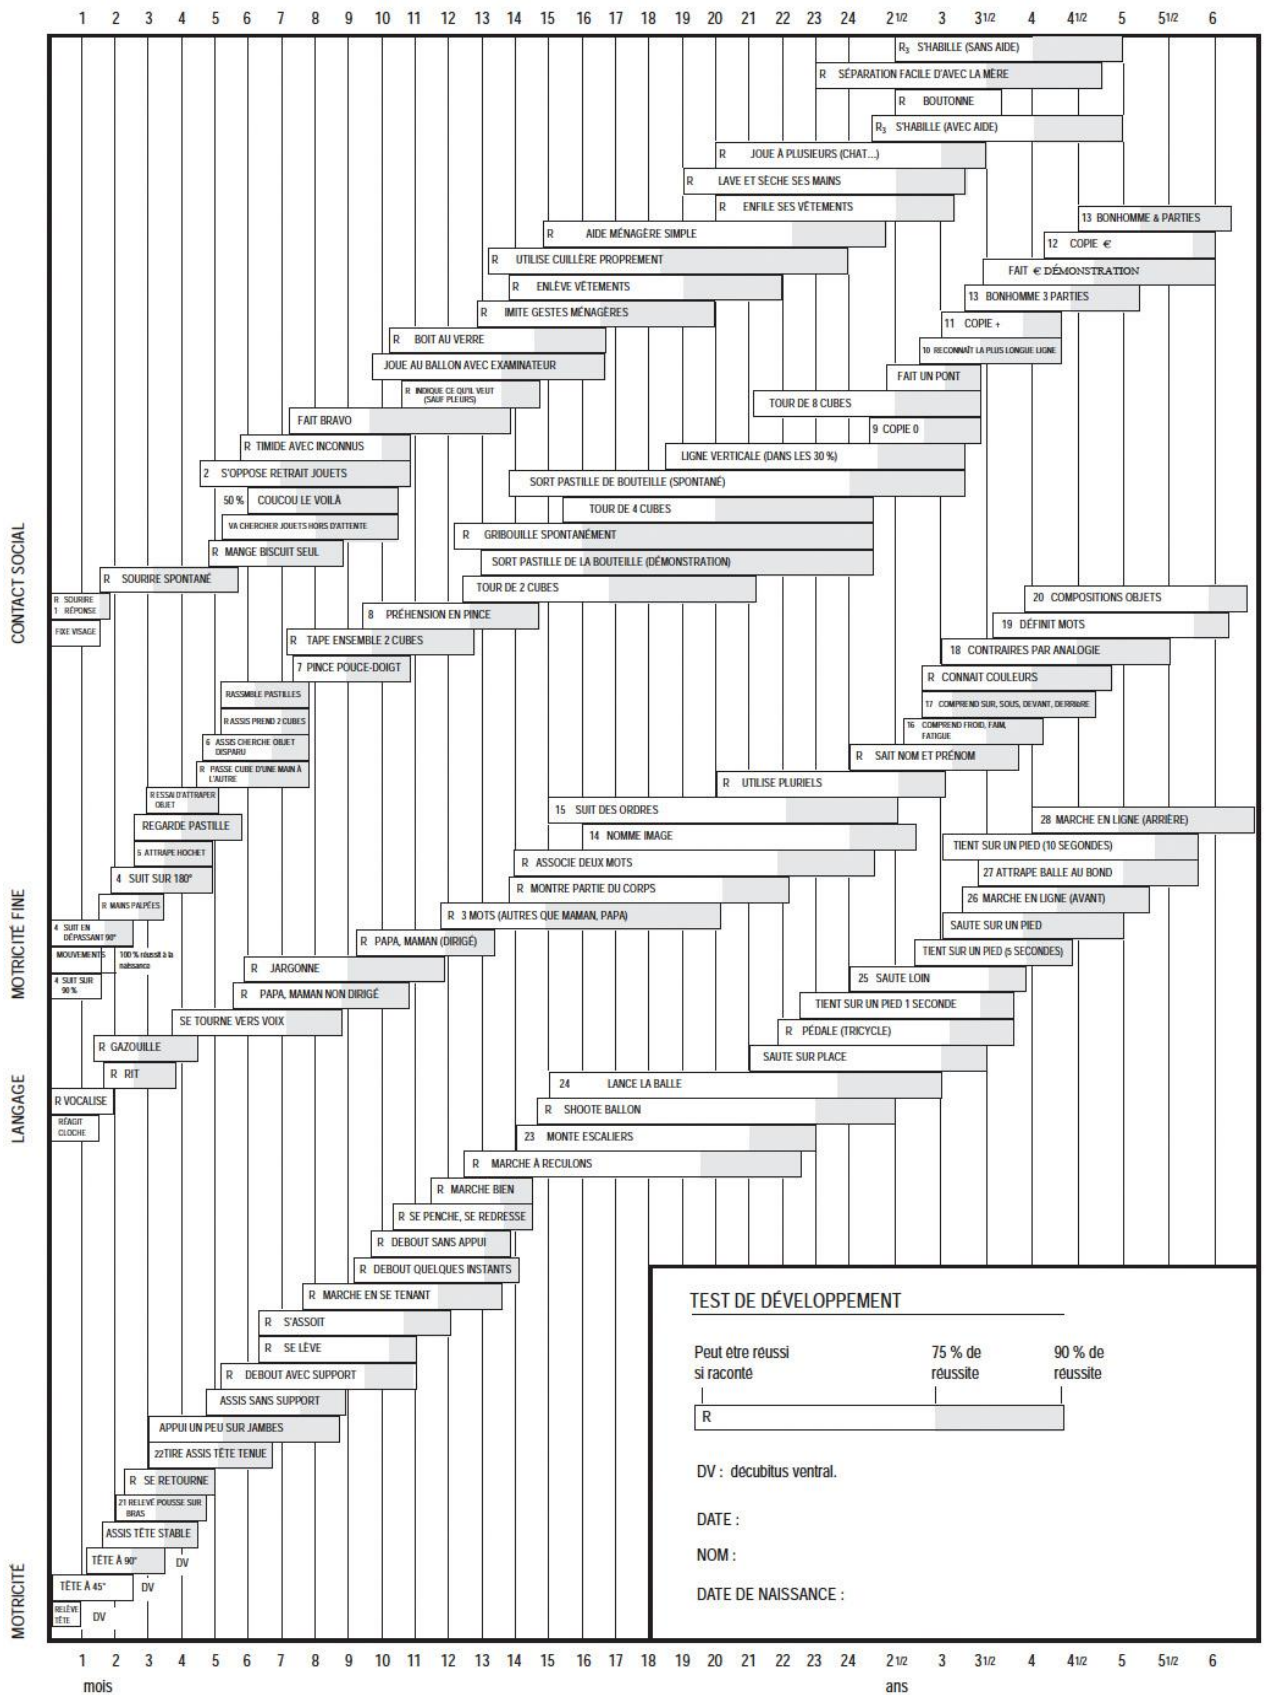 1 2 3 4 5 6 7 8 9 10 11 12 13 14 15 16 17 18 19 20 21 22 23 24 2 1/2 3 3 1/2 4 4 1/2 5 5 1/2 6
R3 S'HABILLE (SANS AIDE)
R SÉPARATION FACILE D'AVEC LA MÈRE
R BOUTONNE
R3 S'HABILLE (AVEC AIDE)
R JOUE À PLUSIEURS (CHAT...)
R LAVE ET SÈCHE SES MAINS
R ENFILE SES VÊTEMENTS
13 BONHOMME & PARTIES
R AIDE MÉNAGÈRE SIMPLE
12 COPIE €
R UTILISE CUILLÈRE PROPREMENT
FAIT € DÉMONSTRATION
R ENLÈVE VÊTEMENTS
13 BONHOMME 3 PARTIES
R IMITE GESTES MÉNAGÈRES
11 COPIE +
R BOIT AU VERRE
10 RECONNAÎT LA PLUS LONGUE LIGNE
JOUE AU BALLON AVEC EXAMINATEUR
FAIT UN PONT
R INDIQUE CE QU'IL VEUT
(SAUF PLEURS)
TOUR DE 8 CUBES
FAIT BRAVO
9 COPIE 0
R TIMIDE AVEC INCONNUS
LIGNE VERTICALE (DANS LES 30 %)
2 S'OPPOSE RETRAIT JOUETS
SORT PASTILLE DE BOUTEILLE (SPONTANÉ)
50 % COUCOU LE VOILÀ
TOUR DE 4 CUBES
VA CHERCHER JOUETS HORS D'ATTENTE
R GRIBOUILLE SPONTANÉMENT
R MANGE BISCUIT SEUL
SORT PASTILLE DE LA BOUTEILLE (DÉMONSTRATION)
R SOURIRE SPONTANÉ
TOUR DE 2 CUBES
CONTACT SOCIAL
R SOURIRE
1 RÉPONSE
20 COMPOSITIONS OBJETS
8 PRÉHENSION EN PINCE
19 DÉFINIT MOTS
FIXE VISAGE
R TAPE ENSEMBLE 2 CUBES
18 CONTRAIRES PAR ANALOGIE
7 PINCE POUCE-DOIGT
R CONNAIT COULEURS
RASSMBLE PASTILLES
17 COMPREND SUR, SOUS, DEVANT, DERRIèRE
R ASSIS PREND 2 CUBES
16 COMPREND FROID, FAIM,
FATIGUE
6 ASSIS CHERCHE OBJET
DISPARU
R SAIT NOM ET PRÉNOM
R PASSE CUBE D'UNE MAIN À
L'AUTRE
R UTILISE PLURIELS
R ESSAI D'ATTRAPER
OBJET
15 SUIT DES ORDRES
28 MARCHE EN LIGNE (ARRIÈRE)
REGARDE PASTILLE
14 NOMME IMAGE
TIENT SUR UN PIED (10 SEGONDES)
5 ATTRAPE HOCHET
R ASSOCIE DEUX MOTS
27 ATTRAPE BALLE AU BOND
4 SUIT SUR 180°
R MONTRE PARTIE DU CORPS
26 MARCHE EN LIGNE (AVANT)
MOTRICITÉ FINE
R MAINS PALPÉES
R 3 MOTS (AUTRES QUE MAMAN, PAPA)
SAUTE SUR UN PIED
4 SUIT EN
DÉPASSANT 90°
R PAPA, MAMAN (DIRIGÉ)
TIENT SUR UN PIED (5 SECONDES)
MOUVEMENTS
100 % réussit à la
naissance
R JARGONNE
25 SAUTE LOIN
4 SUIT SUR
90 %
R PAPA, MAMAN NON DIRIGÉ
TIENT SUR UN PIED 1 SECONDE
SE TOURNE VERS VOIX
R PÉDALE (TRICYCLE)
R GAZOUILLE
SAUTE SUR PLACE
R RIT
24 LANCE LA BALLE
LANGAGE
R VOCALISE
R SHOOTE BALLON
RÉAGIT
CLOCHE
23 MONTE ESCALIERS
R MARCHE À RECULONS
R MARCHE BIEN
R SE PENCHE, SE REDRESSE
R DEBOUT SANS APPUI
R DEBOUT QUELQUES INSTANTS
R MARCHE EN SE TENANT
R S'ASSOIT
R SE LÈVE
R DEBOUT AVEC SUPPORT
ASSIS SANS SUPPORT
APPUI UN PEU SUR JAMBES
22TIRE ASSIS TÊTE TENUE
R SE RETOURNE
21 RELEVÉ POUSSE SUR
BRAS
ASSIS TÊTE STABLE
TÊTE À 90° DV
MOTRICITÉ
TÊTE À 45° DV
RELÈVE
TÊTE
DV
TEST DE DÉVELOPPEMENT
Peut être réussi
si raconté
75 % de
réussite
90 % de
réussite
R
DV : décubitus ventral.
DATE :
NOM :
DATE DE NAISSANCE :
1 2 3 4 5 6 7 8 9 10 11 12 13 14 15 16 17 18 19 20 21 22 23 24 2 1/2 3 3 1/2 4 4 1/2 5 5 1/2 6
mois ans